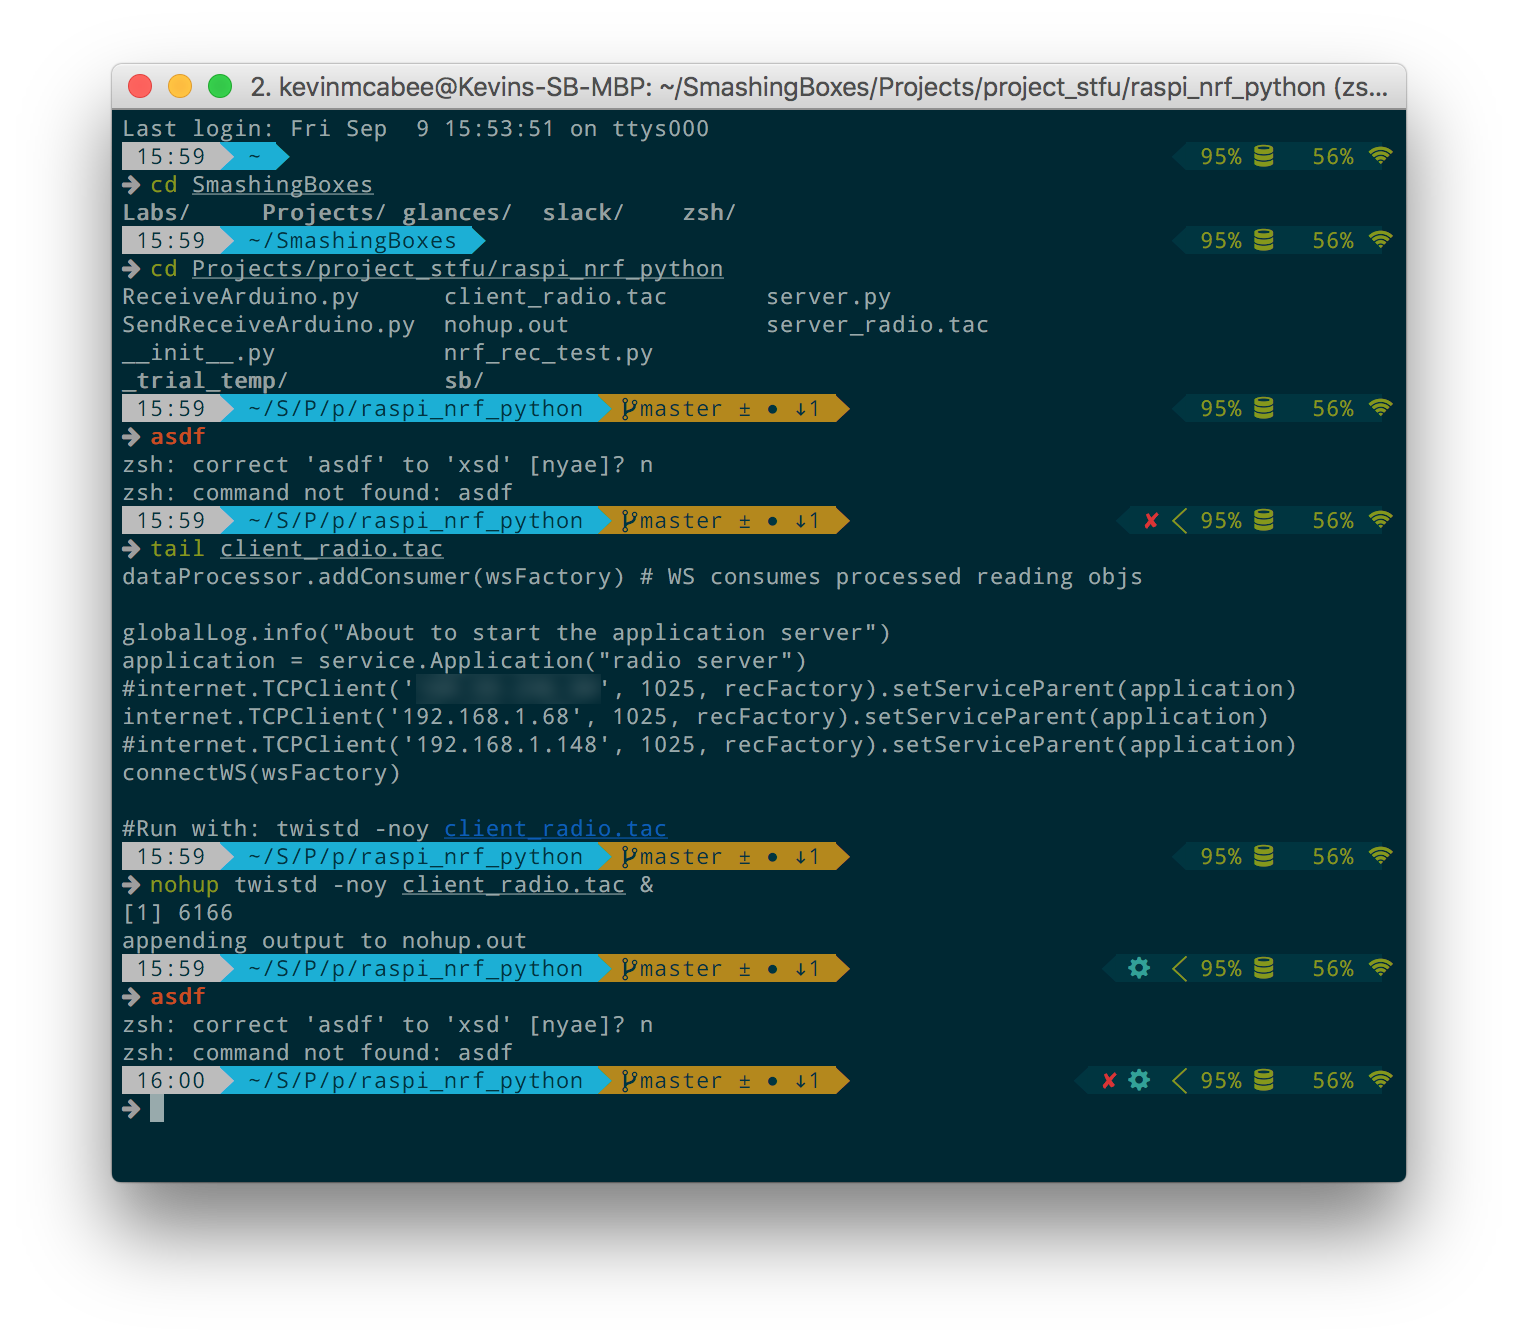 2. kevinmcabee@Kevins-SB-MBP: ~/SmashingBoxes/Projects/project_stfu/raspi_nrf_python (zs...
Last login: Fri Sep  9 15:53:51 on ttys000
15:59 ~ 95% 56%
➜ cd SmashingBoxes
Labs/     Projects/ glances/  slack/    zsh/
15:59 ~/SmashingBoxes 95% 56%
➜ cd Projects/project_stfu/raspi_nrf_python
ReceiveArduino.py      client_radio.tac       server.py
SendReceiveArduino.py  nohup.out              server_radio.tac
__init__.py            nrf_rec_test.py
_trial_temp/           sb/
15:59 ~/S/P/p/raspi_nrf_python master ± ● ↓1 95% 56%
➜ asdf
zsh: correct 'asdf' to 'xsd' [nyae]? n
zsh: command not found: asdf
15:59 ~/S/P/p/raspi_nrf_python master ± ● ↓1 ✘ 95% 56%
➜ tail client_radio.tac
dataProcessor.addConsumer(wsFactory) # WS consumes processed reading objs
globalLog.info("About to start the application server")
application = service.Application("radio server")
#internet.TCPClient('', 1025, recFactory).setServiceParent(application)
internet.TCPClient('192.168.1.68', 1025, recFactory).setServiceParent(application)
#internet.TCPClient('192.168.1.148', 1025, recFactory).setServiceParent(application)
connectWS(wsFactory)
#Run with: twistd -noy client_radio.tac
15:59 ~/S/P/p/raspi_nrf_python master ± ● ↓1 95% 56%
➜ nohup twistd -noy client_radio.tac &
[1] 6166
appending output to nohup.out
15:59 ~/S/P/p/raspi_nrf_python master ± ● ↓1 ⚙ 95% 56%
➜ asdf
zsh: correct 'asdf' to 'xsd' [nyae]? n
zsh: command not found: asdf
16:00 ~/S/P/p/raspi_nrf_python master ± ● ↓1 ✘ ⚙ 95% 56%
➜